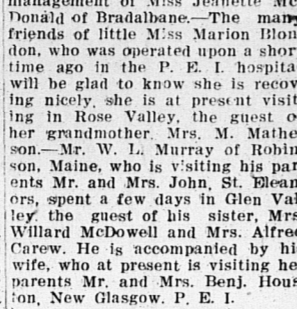 management of Miss Jeanette Mc
Donald of Bradalbane.—The many
friends of little Miss Marion Blon
don, who was operated upon a short
time ago in the P. E. I. hospita
will be glad to know she is recov
ing nicely. she is at present visit
ing in Rose Valley, the guest o
her grandmother. Mrs. M. Mathe
son.—Mr. W. L. Murray of Robin
son, Maine, who is visiting his par
ents Mr. and Mrs. John, St. Elean
ors, spent a few days in Glen Val
ley. the guest of his sister, Mrs
Willard McDowell and Mrs. Alfred
Carew. He is accompanied by hi
wife, who at present is visiting he
parents Mr. and Mrs. Benj. Hous
ton, New Glasgow. P. E. I.